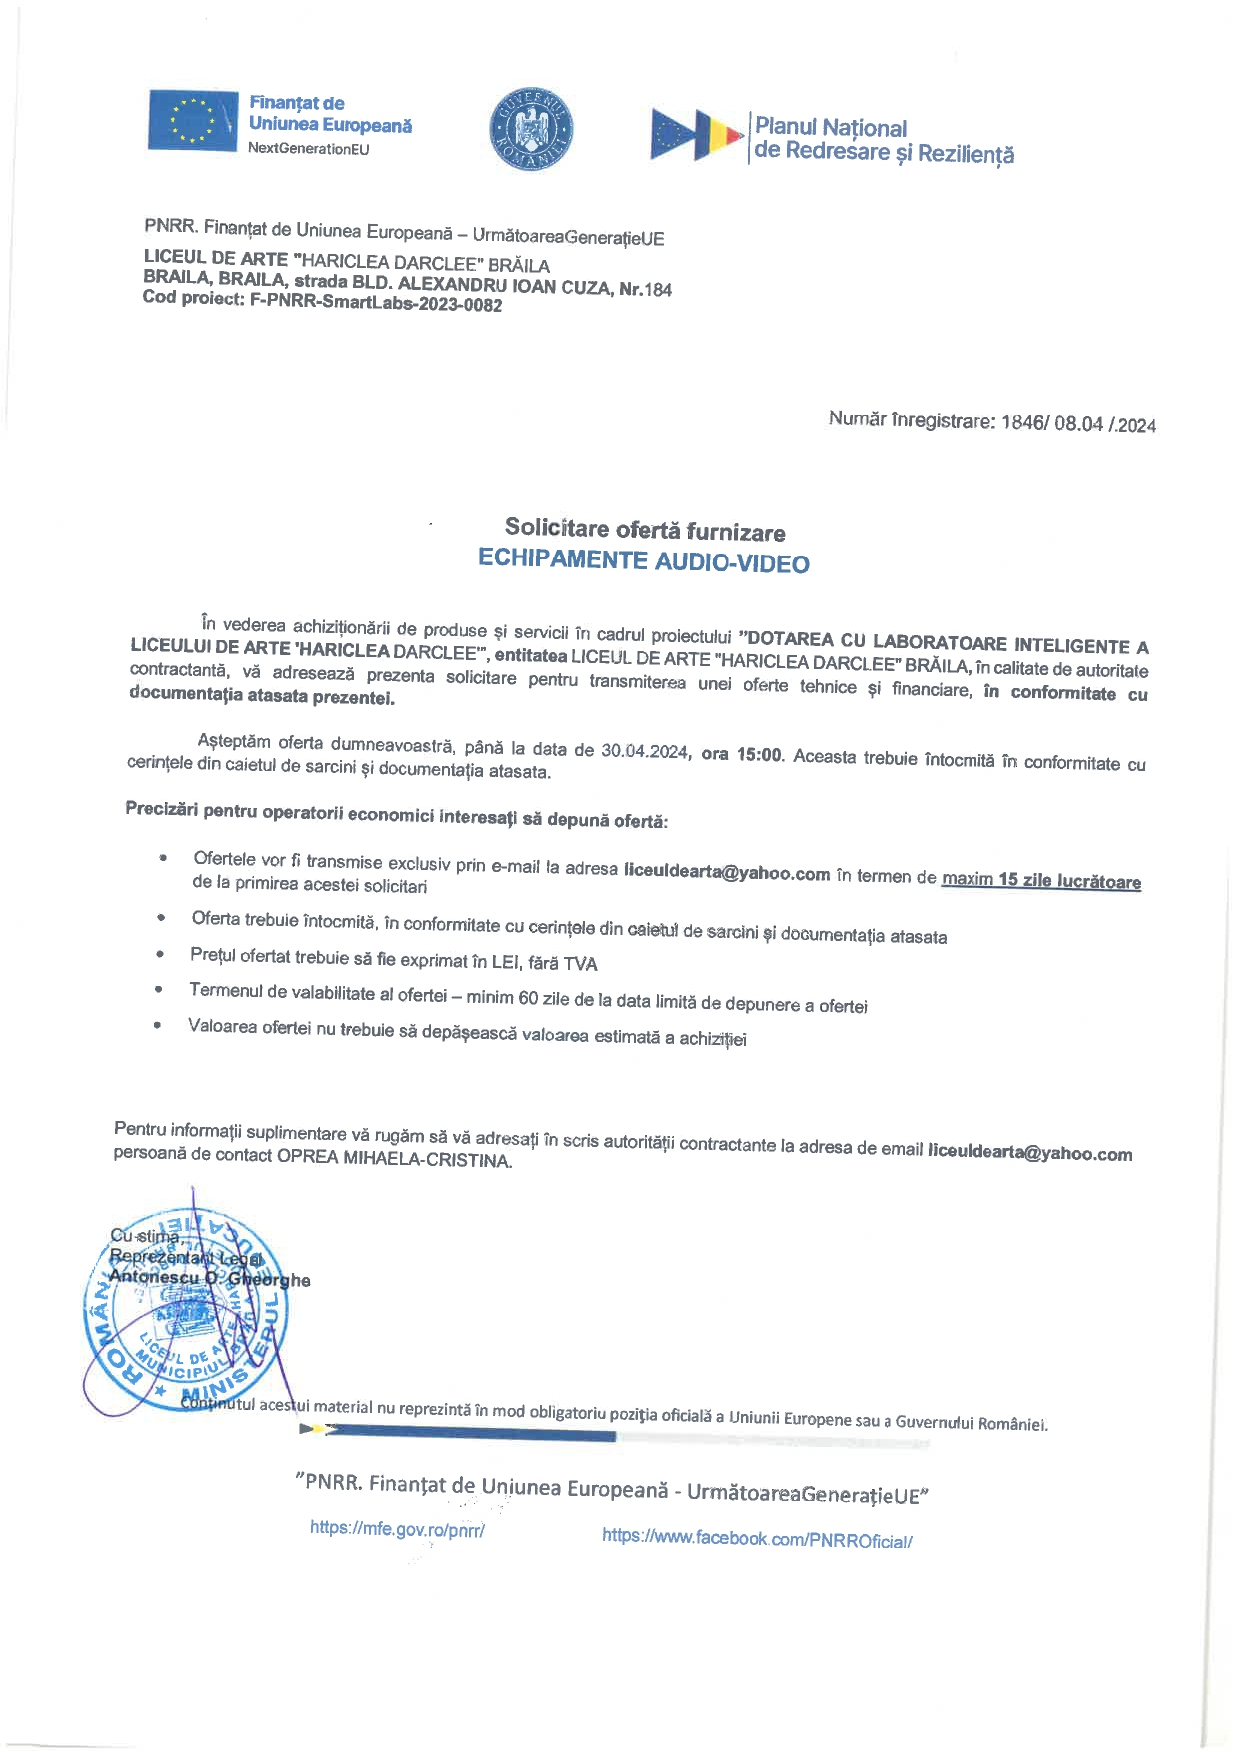 Finanțat de
Uniunea Europeană
NextGenerationEU
GUVERNUL ROMÂNIEI
Planul Național
de Redresare și Reziliență
PNRR. Finanțat de Uniunea Europeană – UrmătoareaGenerațieUE
LICEUL DE ARTE "HARICLEA DARCLEE" BRĂILA
BRAILA, BRAILA, strada BLD. ALEXANDRU IOAN CUZA, Nr.184
Cod proiect: F-PNRR-SmartLabs-2023-0082
Număr înregistrare: 1846/ 08.04 /.2024
Solicitare ofertă furnizare
ECHIPAMENTE AUDIO-VIDEO
În vederea achiziționării de produse și servicii în cadrul proiectului "DOTAREA CU LABORATOARE INTELIGENTE A
LICEULUI DE ARTE 'HARICLEA DARCLEE'", entitatea LICEUL DE ARTE "HARICLEA DARCLEE" BRĂILA, în calitate de autoritate
contractantă, vă adresează prezenta solicitare pentru transmiterea unei oferte tehnice și financiare, în conformitate cu
documentația atasata prezentei.
Așteptăm oferta dumneavoastră, până la data de 30.04.2024, ora 15:00. Aceasta trebuie întocmită în conformitate cu
cerințele din caietul de sarcini și documentația atasata.
Precizări pentru operatorii economici interesați să depună ofertă:
• Ofertele vor fi transmise exclusiv prin e-mail la adresa liceuldearta@yahoo.com în termen de maxim 15 zile lucrătoare
de la primirea acestei solicitari
• Oferta trebuie întocmită, în conformitate cu cerințele din caietul de sarcini și documentația atasata
• Prețul ofertat trebuie să fie exprimat în LEI, fără TVA
• Termenul de valabilitate al ofertei – minim 60 zile de la data limită de depunere a ofertei
• Valoarea ofertei nu trebuie să depășească valoarea estimată a achiziției
Pentru informații suplimentare vă rugăm să vă adresați în scris autorității contractante la adresa de email liceuldearta@yahoo.com
persoană de contact OPREA MIHAELA-CRISTINA.
Cu stimă,
Reprezentant Legal
Antonescu D. Gheorghe
ROMÂNIA ★ MINISTERUL EDUCAȚIEI
LICEUL DE ARTE
MUNICIPIUL BRĂILA
Conținutul acestui material nu reprezintă în mod obligatoriu poziția oficială a Uniunii Europene sau a Guvernului României.
"PNRR. Finanțat de Uniunea Europeană - UrmătoareaGenerațieUE"
https://mfe.gov.ro/pnrr/ https://www.facebook.com/PNRROficial/